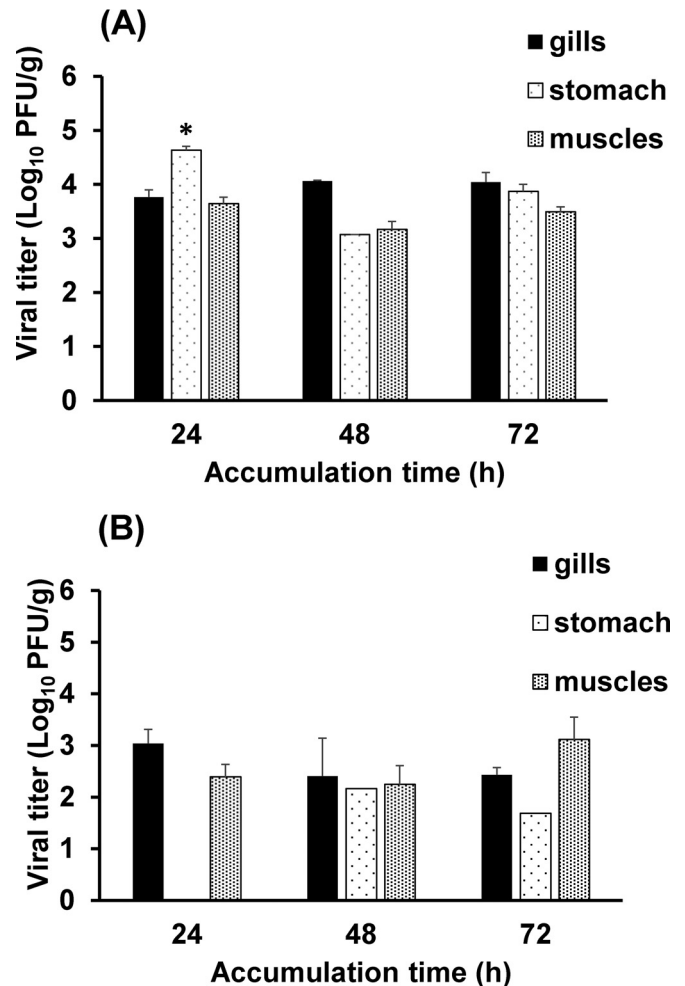 (A)
gills
stomach
muscles
Viral titer (Log10 PFU/g)
6
5
4
3
2
1
0
*
24 48 72
Accumulation time (h)
(B)
gills
stomach
muscles
Viral titer (Log10 PFU/g)
6
5
4
3
2
1
0
24 48 72
Accumulation time (h)